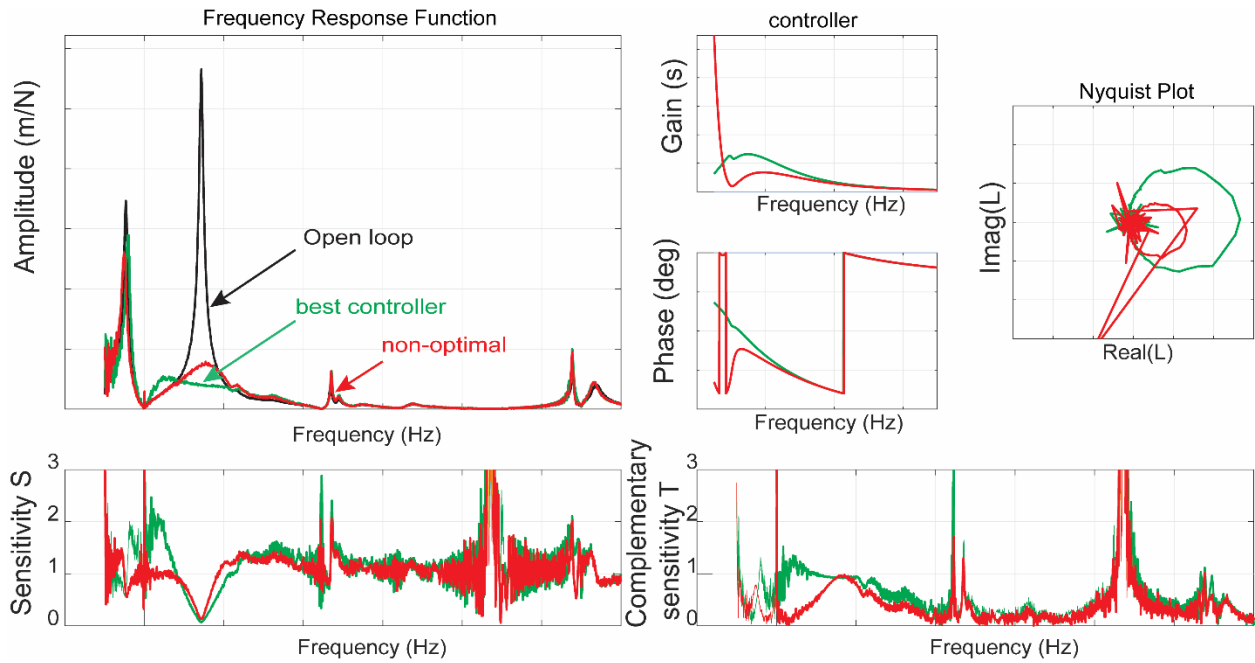 Frequency Response Function
Amplitude (m/N)
Open loop
best controller
non-optimal
Frequency (Hz)
controller
Gain (s)
Frequency (Hz)
Phase (deg)
Frequency (Hz)
Nyquist Plot
Imag(L)
Real(L)
Sensitivity S
3
2
1
0
Frequency (Hz)
Complementary
sensitivity T
3
2
1
0
Frequency (Hz)